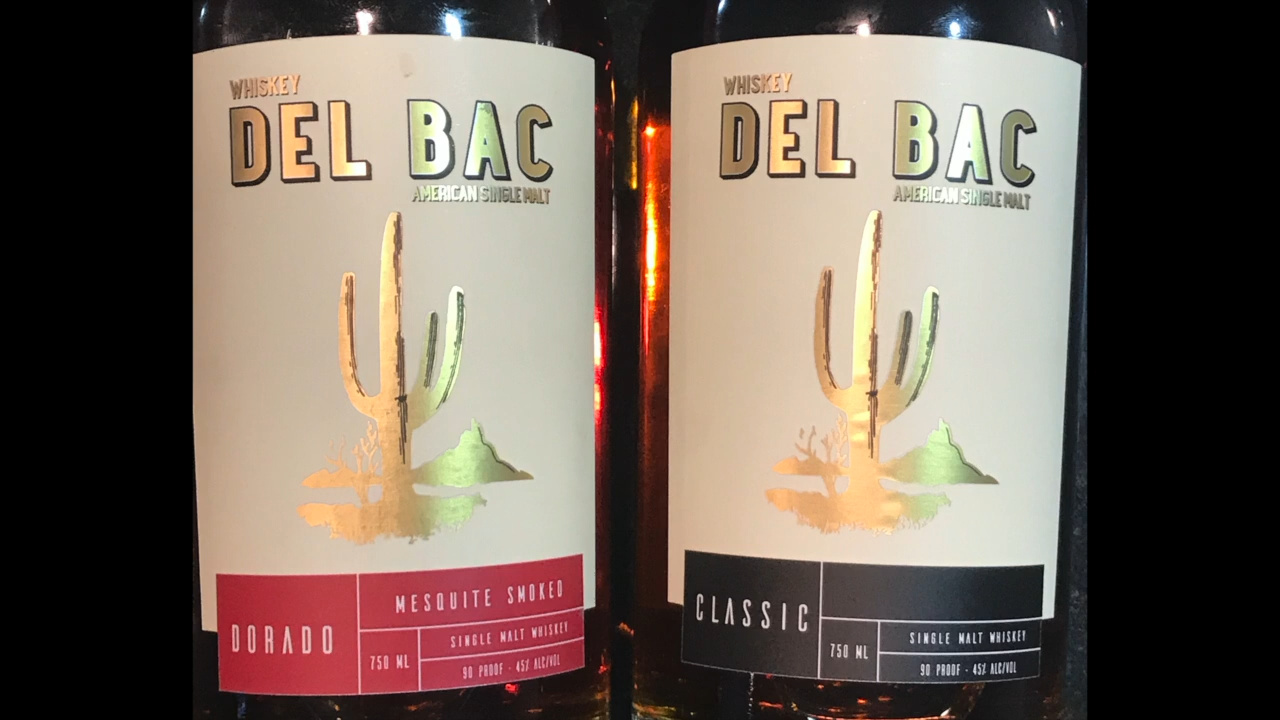 WHISKEY
DEL BAC
AMERICAN SINGLE MALT
DORADO
MESQUITE SMOKED
750 ML
SINGLE MALT WHISKEY
90 PROOF - 45% ALC/VOL
WHISKEY
DEL BAC
AMERICAN SINGLE MALT
CLASSIC
750 ML
SINGLE MALT WHISKEY
90 PROOF - 45% ALC/VOL